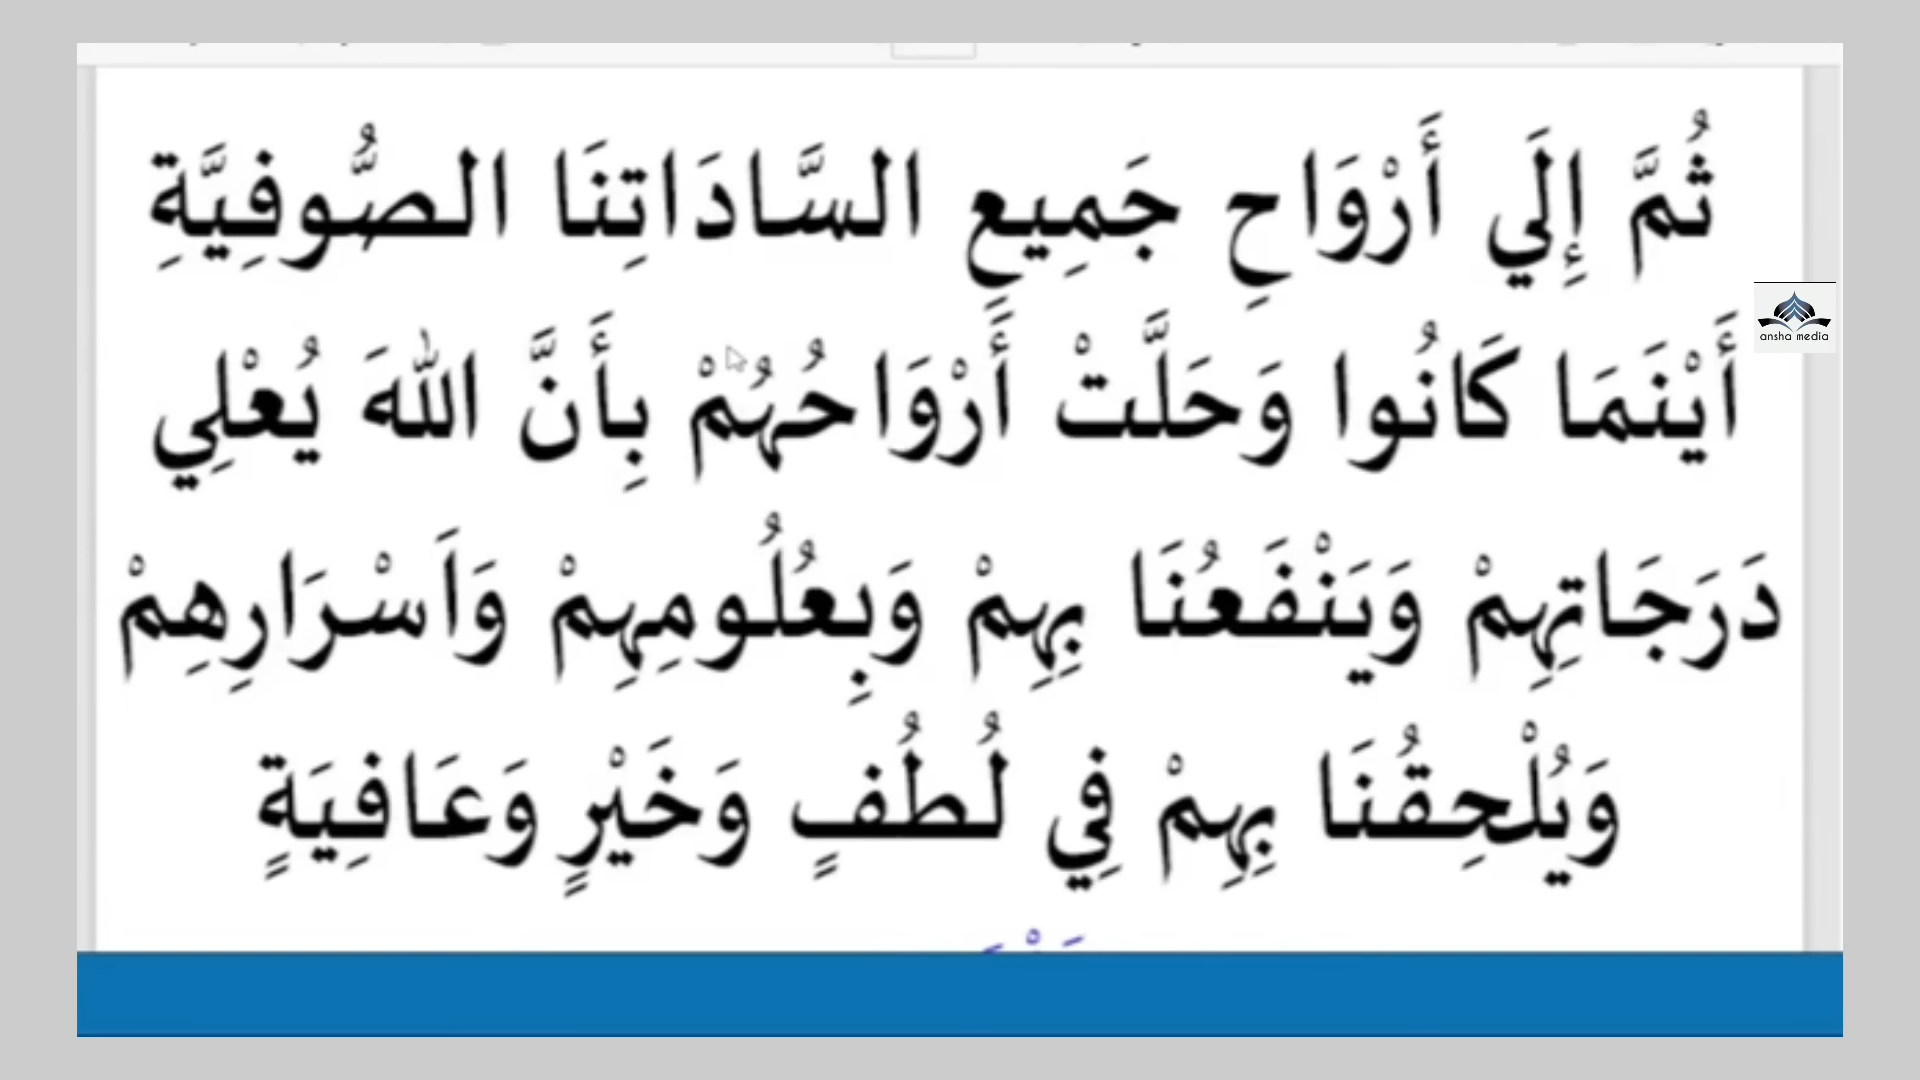 ثُمَّ إِلَي أَرْوَاحِ جَمِيعِ السَّادَاتِنَا الصُّوفِيَّةِ
أَيْنَمَا كَانُوا وَحَلَّتْ أَرْوَاحُهُمْ بِأَنَّ اللهَ يُعْلِي
دَرَجَاتِهِمْ وَيَنْفَعُنَا بِهِمْ وَبِعُلُومِهِمْ وَاَسْرَارِهِمْ
وَيُلْحِقُنَا بِهِمْ فِي لُطُفٍ وَخَيْرٍ وَعَافِيَةٍ
ansha media